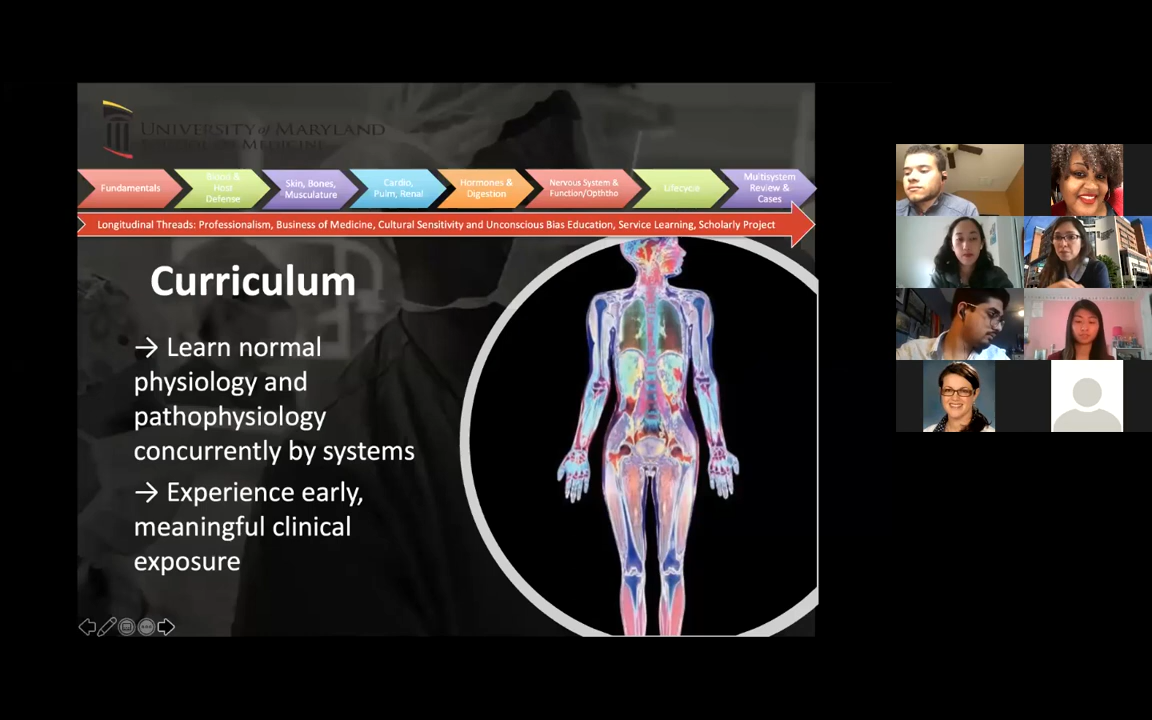 UNIVERSITY of MARYLAND
SCHOOL OF MEDICINE
Fundamentals
Blood &
Host
Defense
Skin, Bones,
Musculature
Cardio,
Pulm, Renal
Hormones &
Digestion
Nervous System &
Function/Ophtho
Lifecycle
Multisystem
Review &
Cases
Longitudinal Threads: Professionalism, Business of Medicine, Cultural Sensitivity and Unconscious Bias Education, Service Learning, Scholarly Project
Curriculum
→ Learn normal
physiology and
pathophysiology
concurrently by systems
→ Experience early,
meaningful clinical
exposure